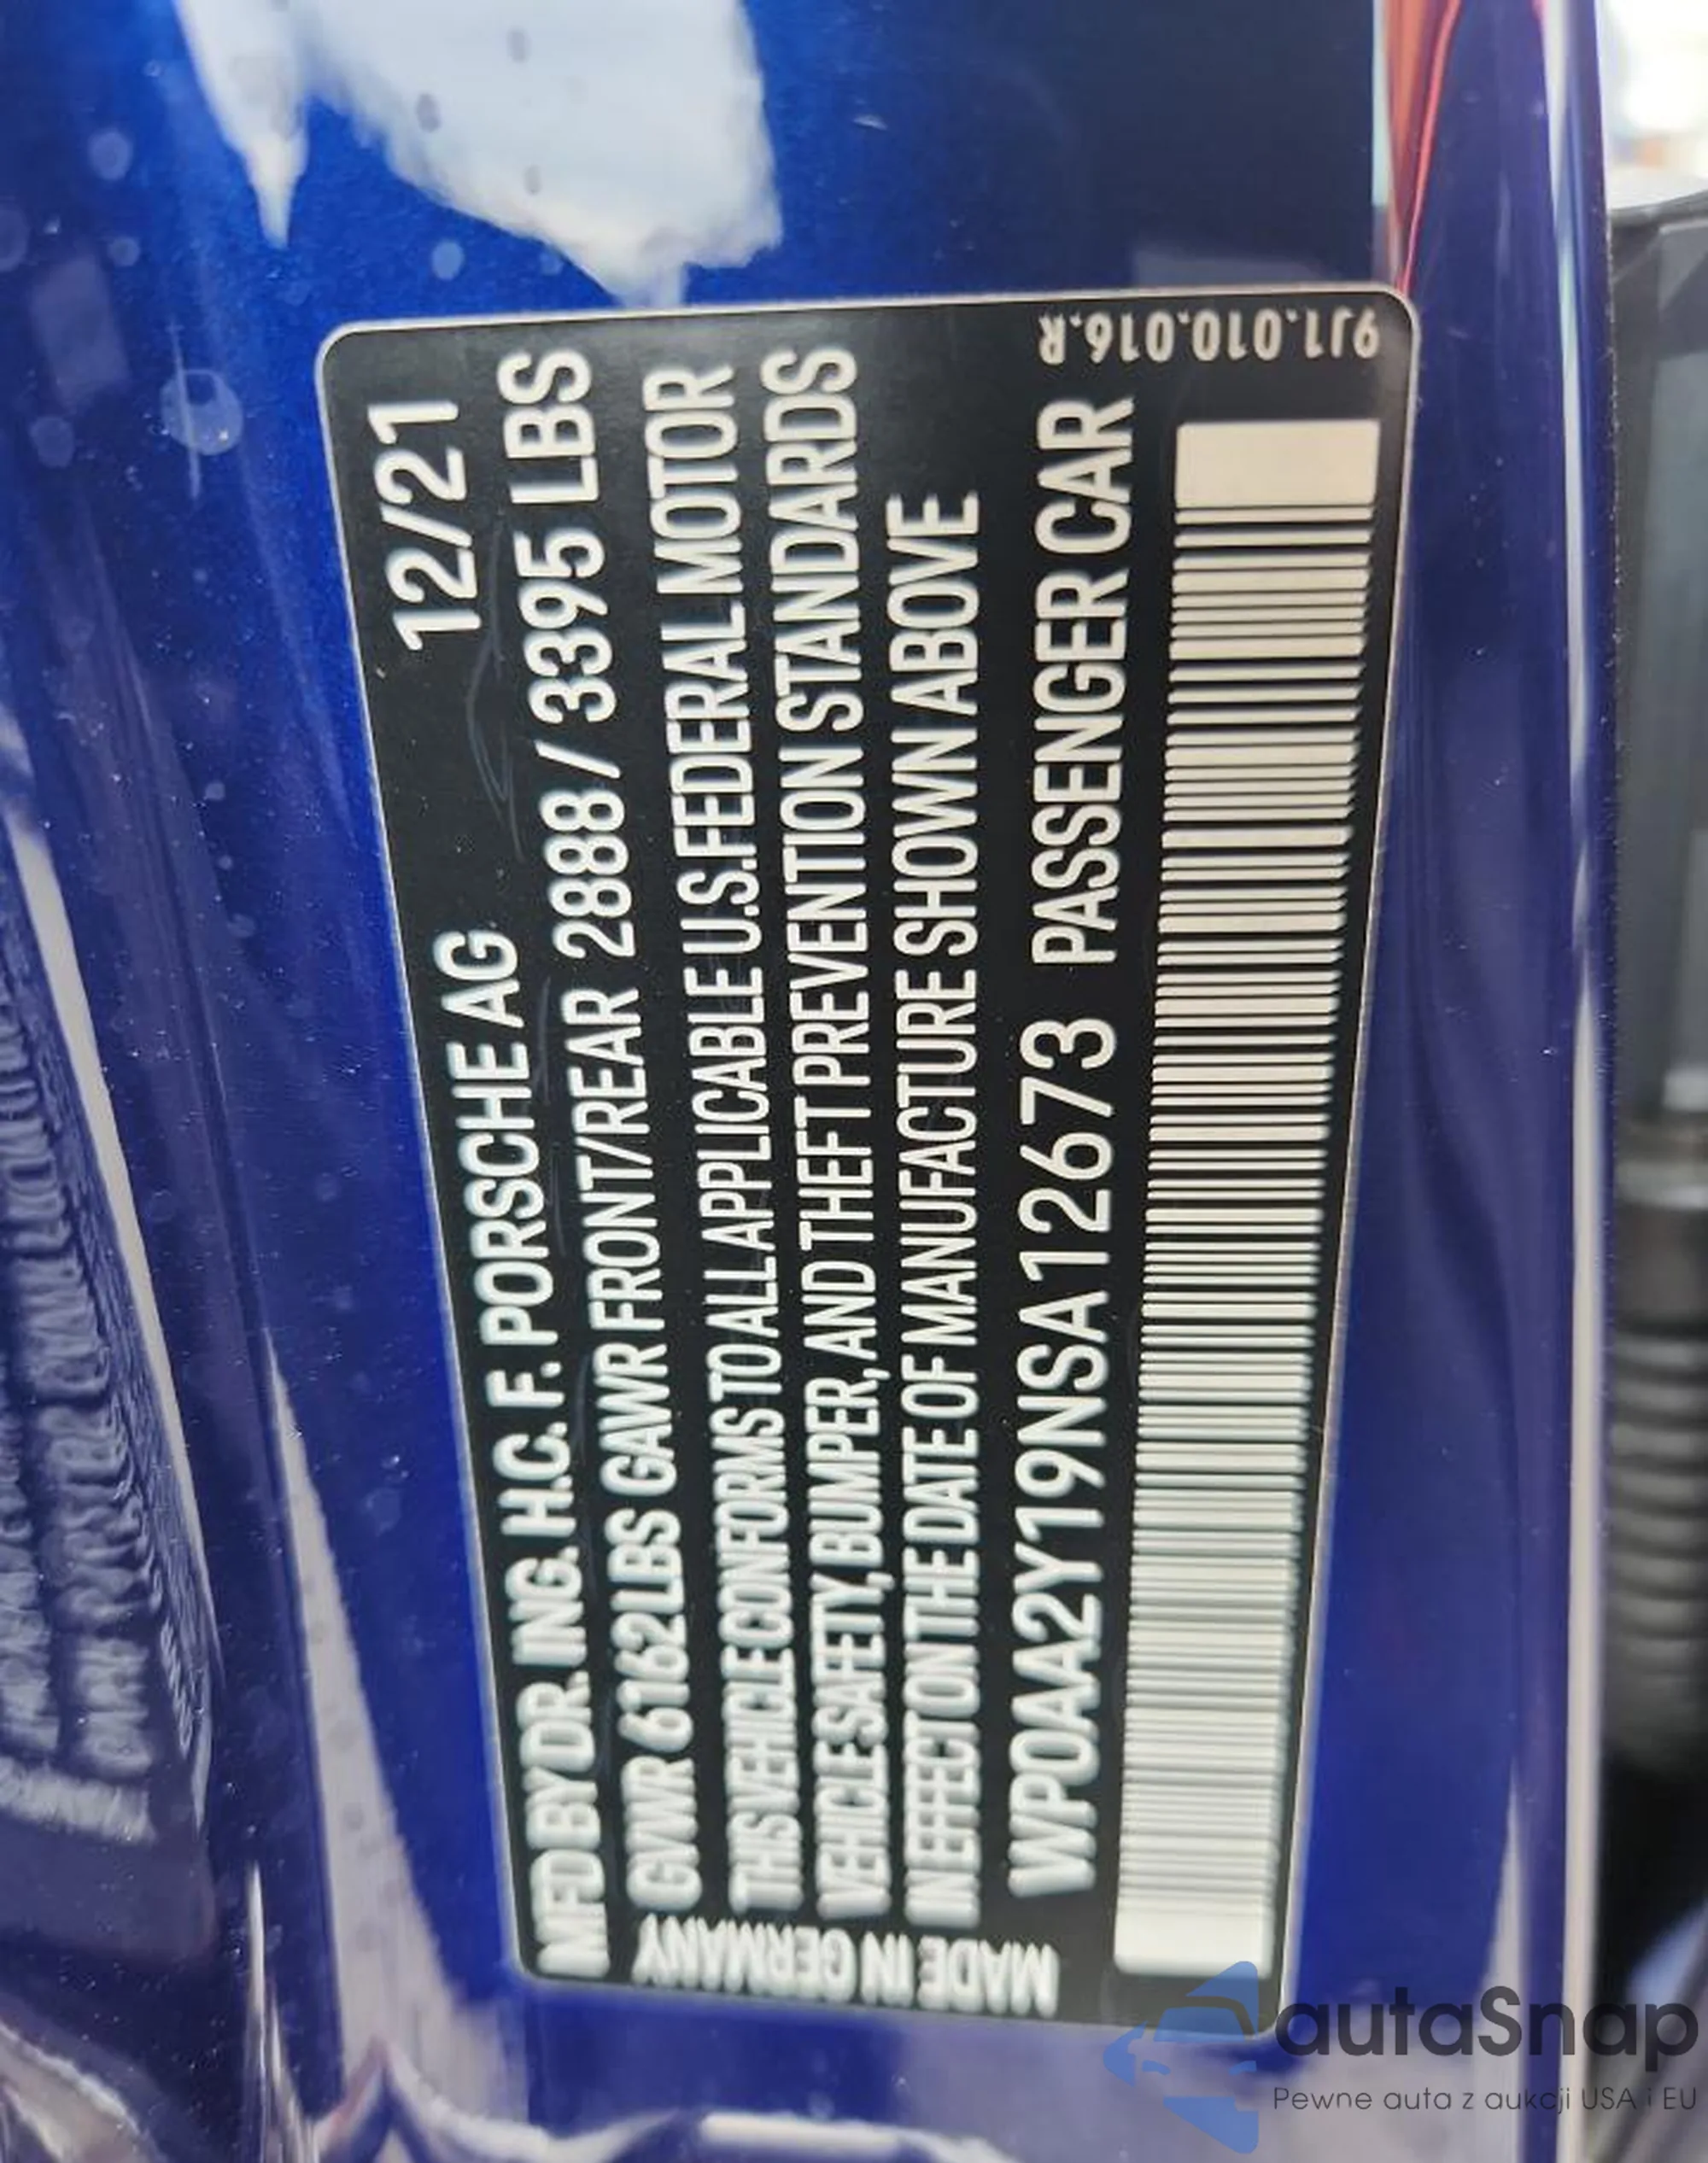 MFD BY DR. ING. H.C. F. PORSCHE AG 12/21
GVWR 6162LBS GAWR FRONT/REAR 2888 / 3395 LBS
THIS VEHICLE CONFORMS TO ALL APPLICABLE U.S. FEDERAL MOTOR
VEHICLE SAFETY, BUMPER, AND THEFT PREVENTION STANDARDS
IN EFFECT ON THE DATE OF MANUFACTURE SHOWN ABOVE
WP0AA2Y19NSA12673 PASSENGER CAR
MADE IN GERMANY
9J1.010.016.R
autaSnap
Pewne auta z aukcji USA i EU